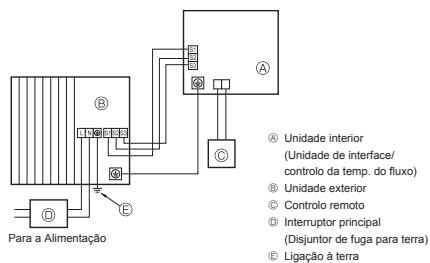 S1
S2
S3
Ⓐ
Ⓑ
L N S1 S2 S3
Ⓒ
Ⓓ
Ⓔ
Para a Alimentação
Ⓐ Unidade interior
(Unidade de interface/
controlo da temp. do fluxo)
Ⓑ Unidade exterior
Ⓒ Controlo remoto
Ⓓ Interruptor principal
(Disjuntor de fuga para terra)
Ⓔ Ligação à terra